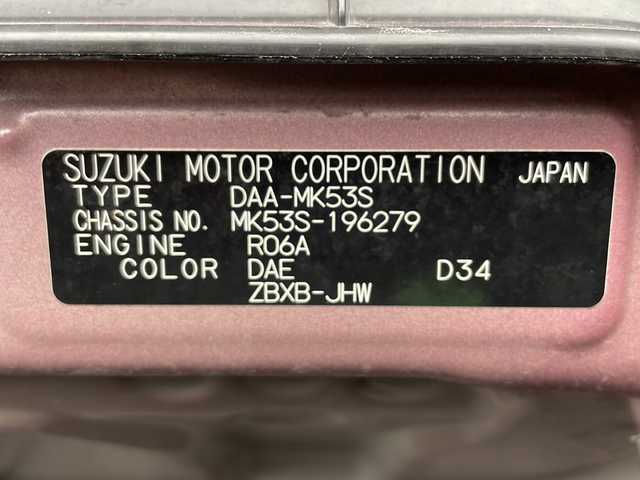 SUZUKI MOTOR CORPORATION JAPAN
TYPE DAA-MK53S
CHASSIS NO. MK53S-196279
ENGINE R06A
COLOR DAE D34
ZBXB-JHW